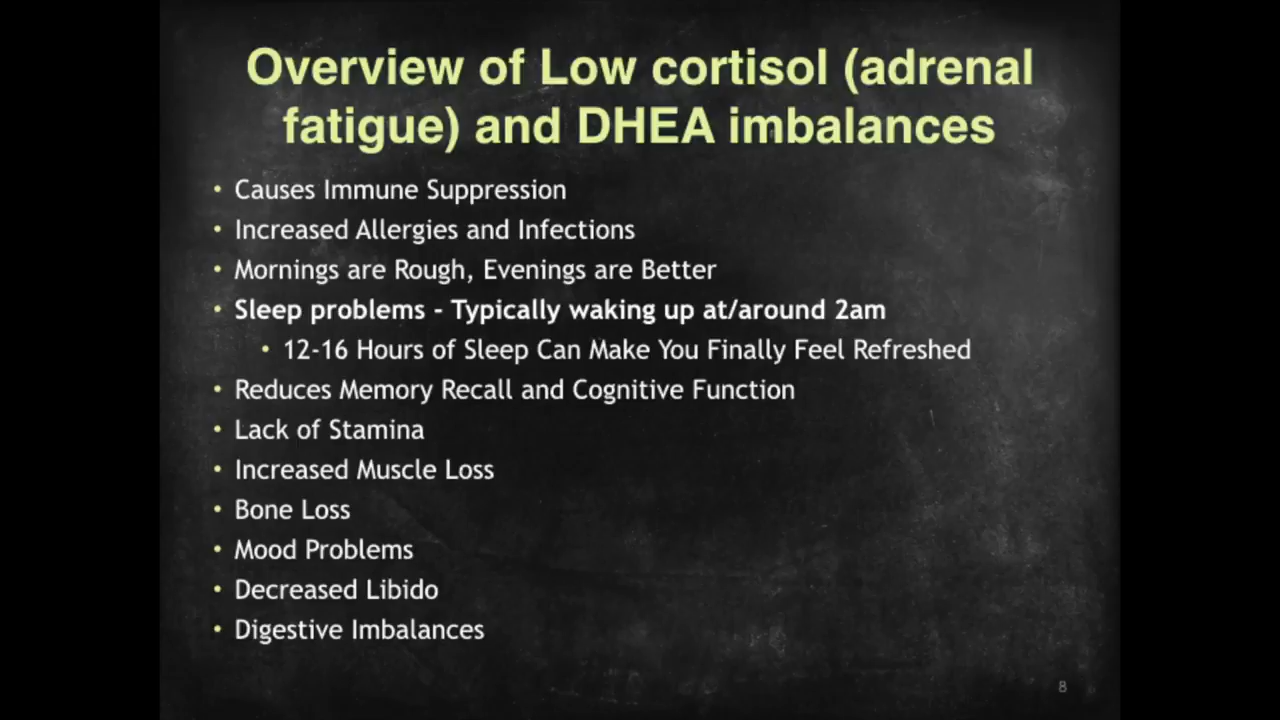 Overview of Low cortisol (adrenal
fatigue) and DHEA imbalances
• Causes Immune Suppression
• Increased Allergies and Infections
• Mornings are Rough, Evenings are Better
• Sleep problems - Typically waking up at/around 2am
• 12-16 Hours of Sleep Can Make You Finally Feel Refreshed
• Reduces Memory Recall and Cognitive Function
• Lack of Stamina
• Increased Muscle Loss
• Bone Loss
• Mood Problems
• Decreased Libido
• Digestive Imbalances
8